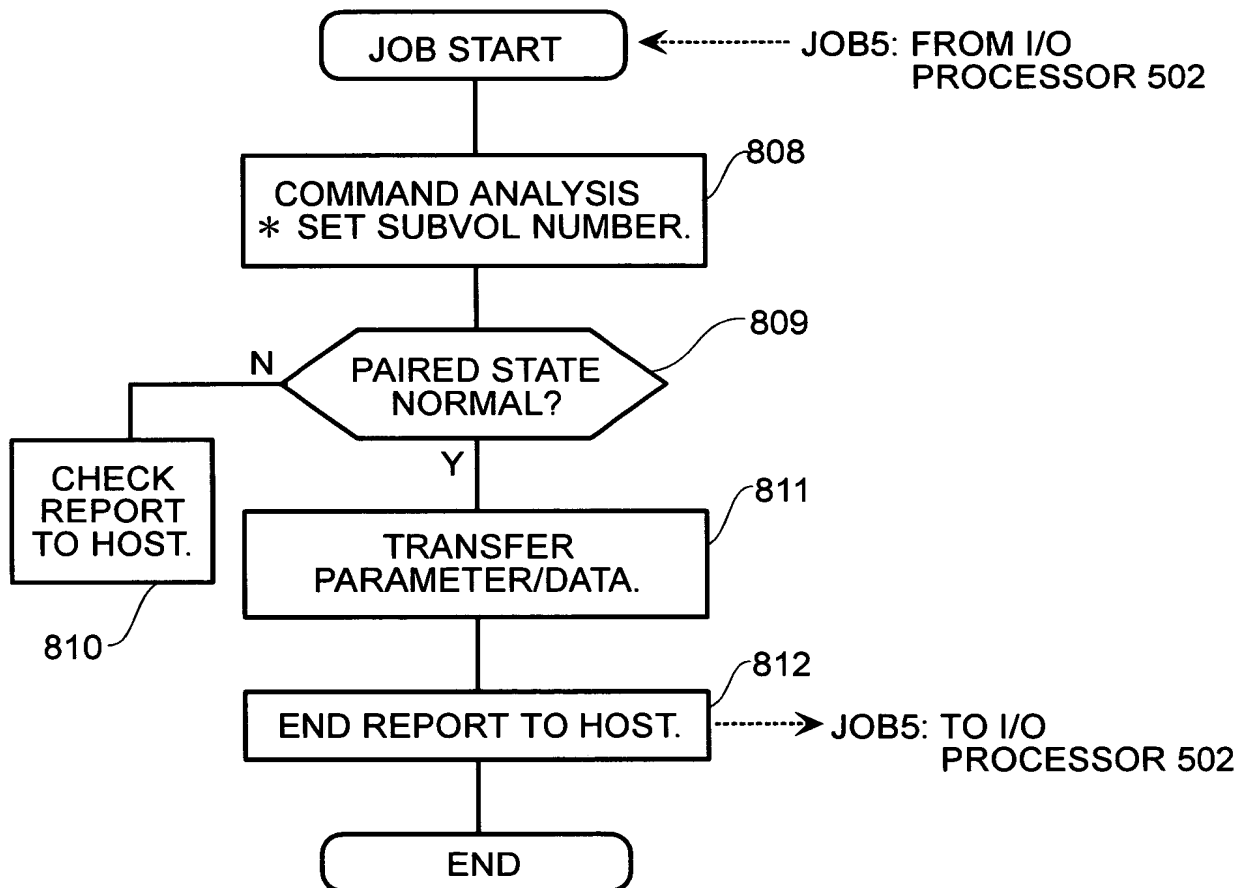 JOB START
JOB5: FROM I/O
PROCESSOR 502
808
COMMAND ANALYSIS
* SET SUBVOL NUMBER.
809
N
PAIRED STATE
NORMAL?
Y
CHECK
REPORT
TO HOST.
810
811
TRANSFER
PARAMETER/DATA.
812
END REPORT TO HOST.
JOB5: TO I/O
PROCESSOR 502
END